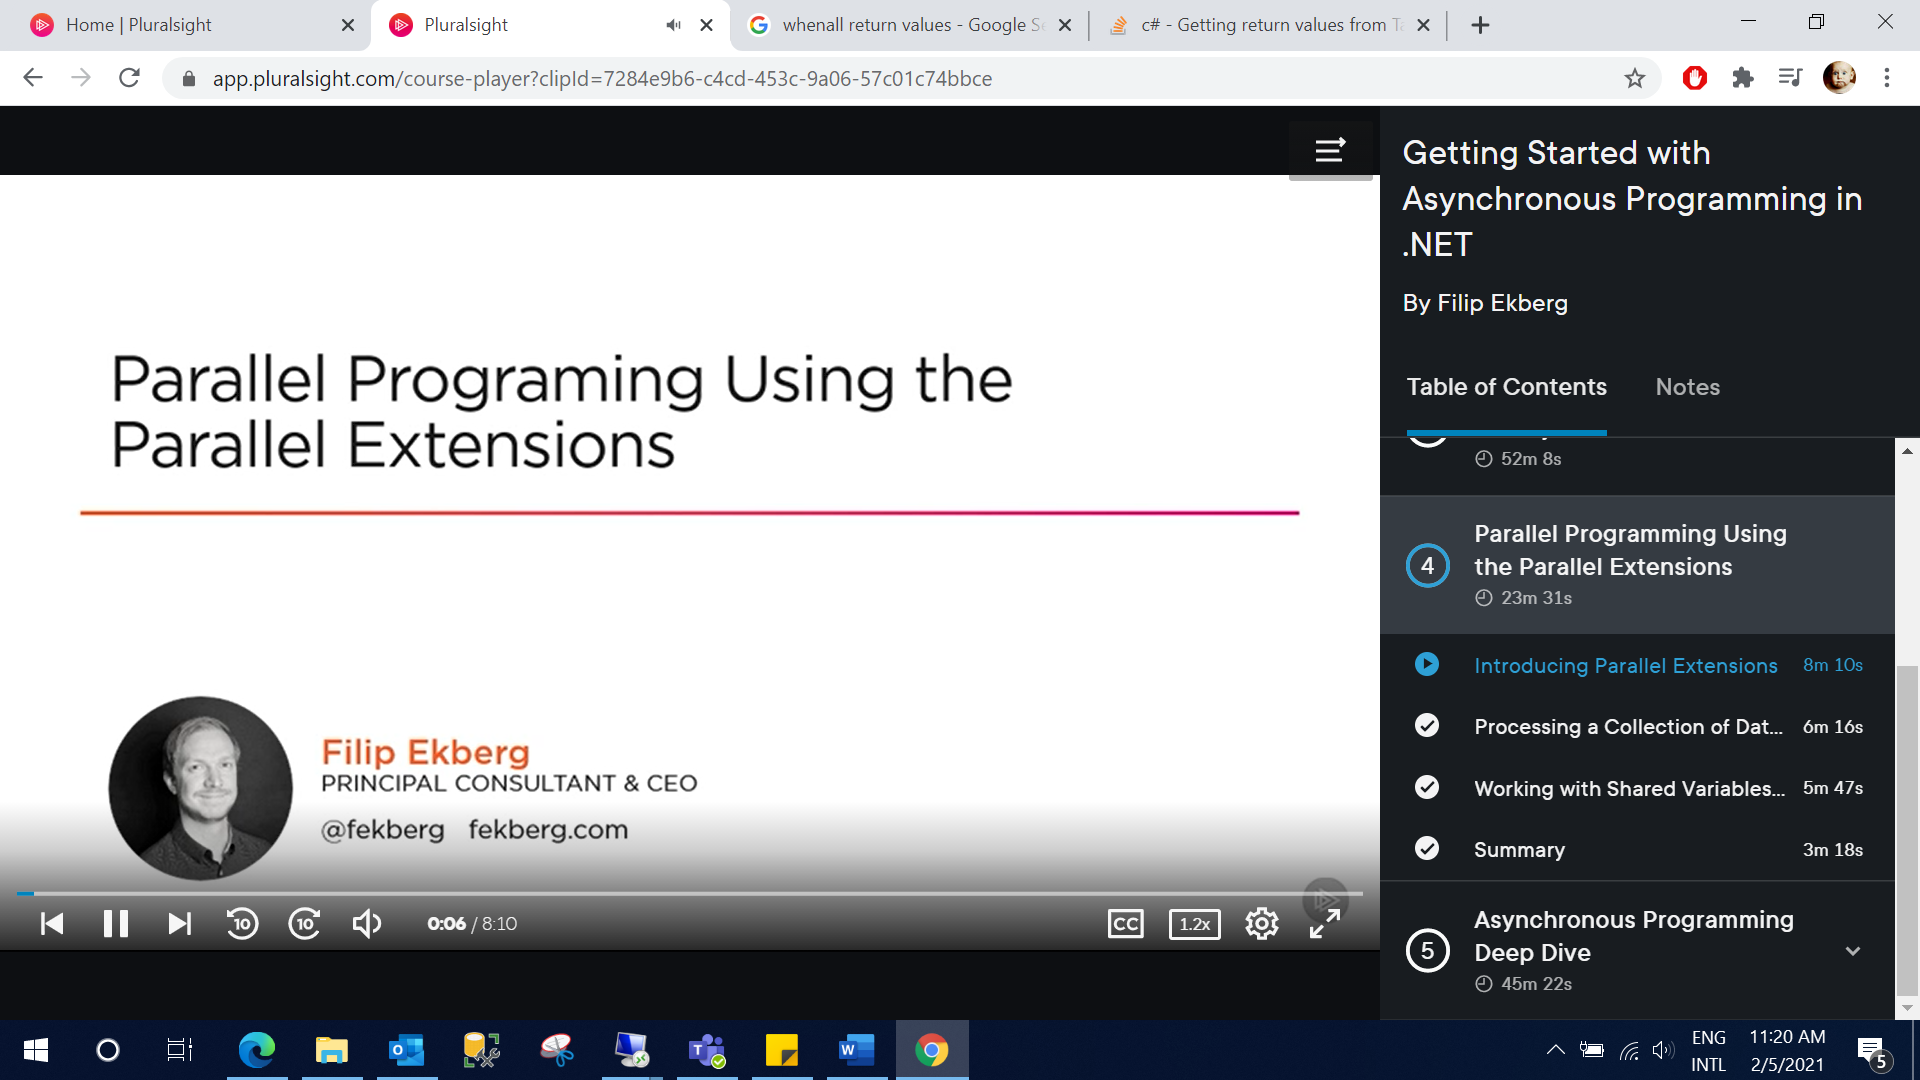 Home | Pluralsight
Pluralsight
whenall return values - Google Se
c# - Getting return values from Ta
app.pluralsight.com/course-player?clipId=7284e9b6-c4cd-453c-9a06-57c01c74bbce
Parallel Programing Using the
Parallel Extensions
Filip Ekberg
PRINCIPAL CONSULTANT & CEO
@fekberg fekberg.com
10
10
0:06 / 8:10
CC
1.2x
Getting Started with
Asynchronous Programming in
.NET
By Filip Ekberg
Table of Contents
Notes
52m 8s
4
Parallel Programming Using
the Parallel Extensions
23m 31s
Introducing Parallel Extensions 8m 10s
Processing a Collection of Dat... 6m 16s
Working with Shared Variables... 5m 47s
Summary 3m 18s
5
Asynchronous Programming
Deep Dive
45m 22s
ENG
INTL
11:20 AM
2/5/2021
5